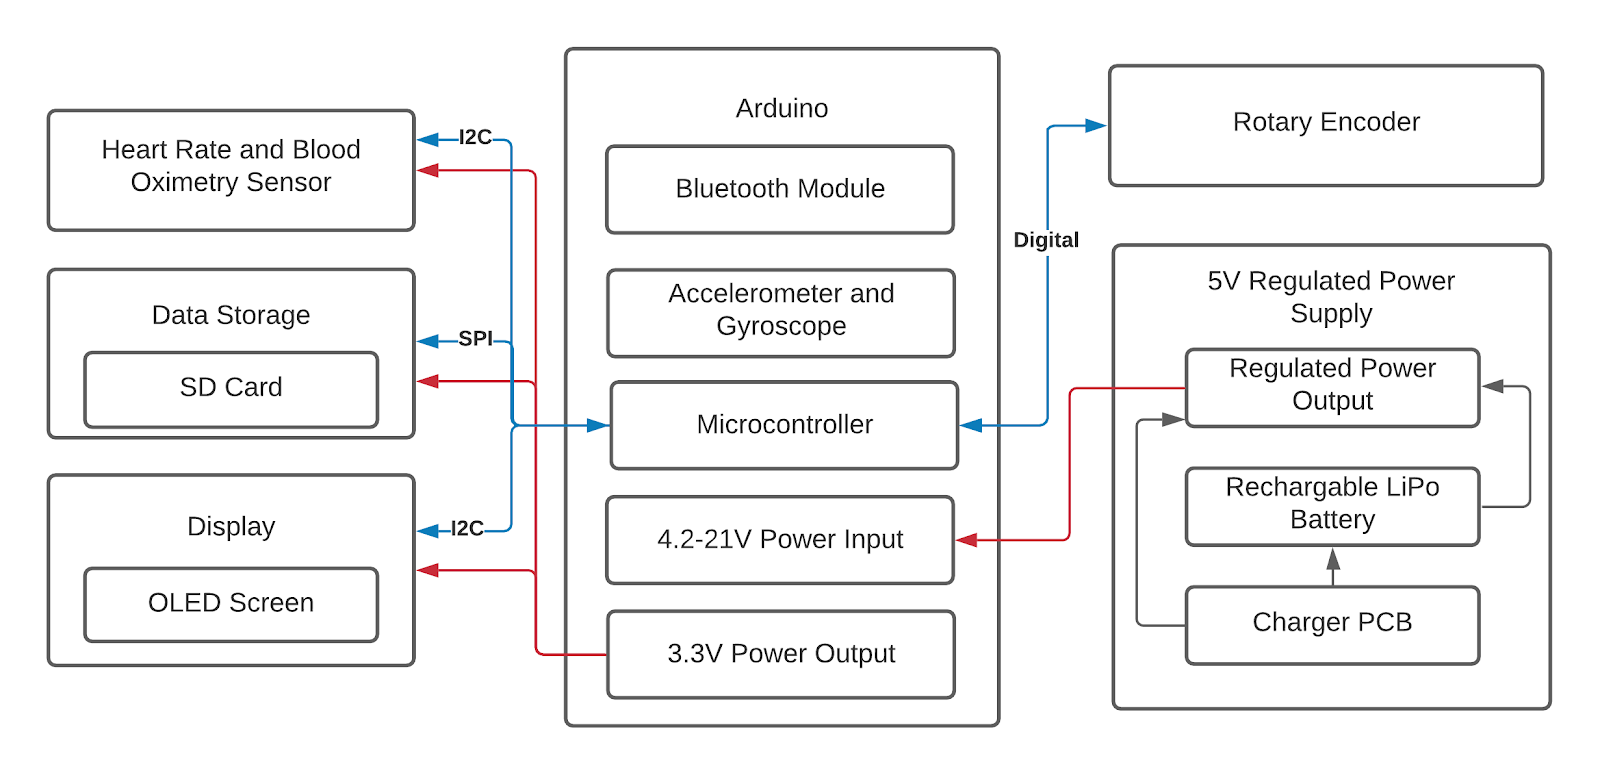 Heart Rate and Blood
Oximetry Sensor
I2C
Data Storage
SPI
SD Card
Display
I2C
OLED Screen
Arduino
Bluetooth Module
Accelerometer and
Gyroscope
Microcontroller
4.2-21V Power Input
3.3V Power Output
Digital
Rotary Encoder
5V Regulated Power
Supply
Regulated Power
Output
Rechargable LiPo
Battery
Charger PCB